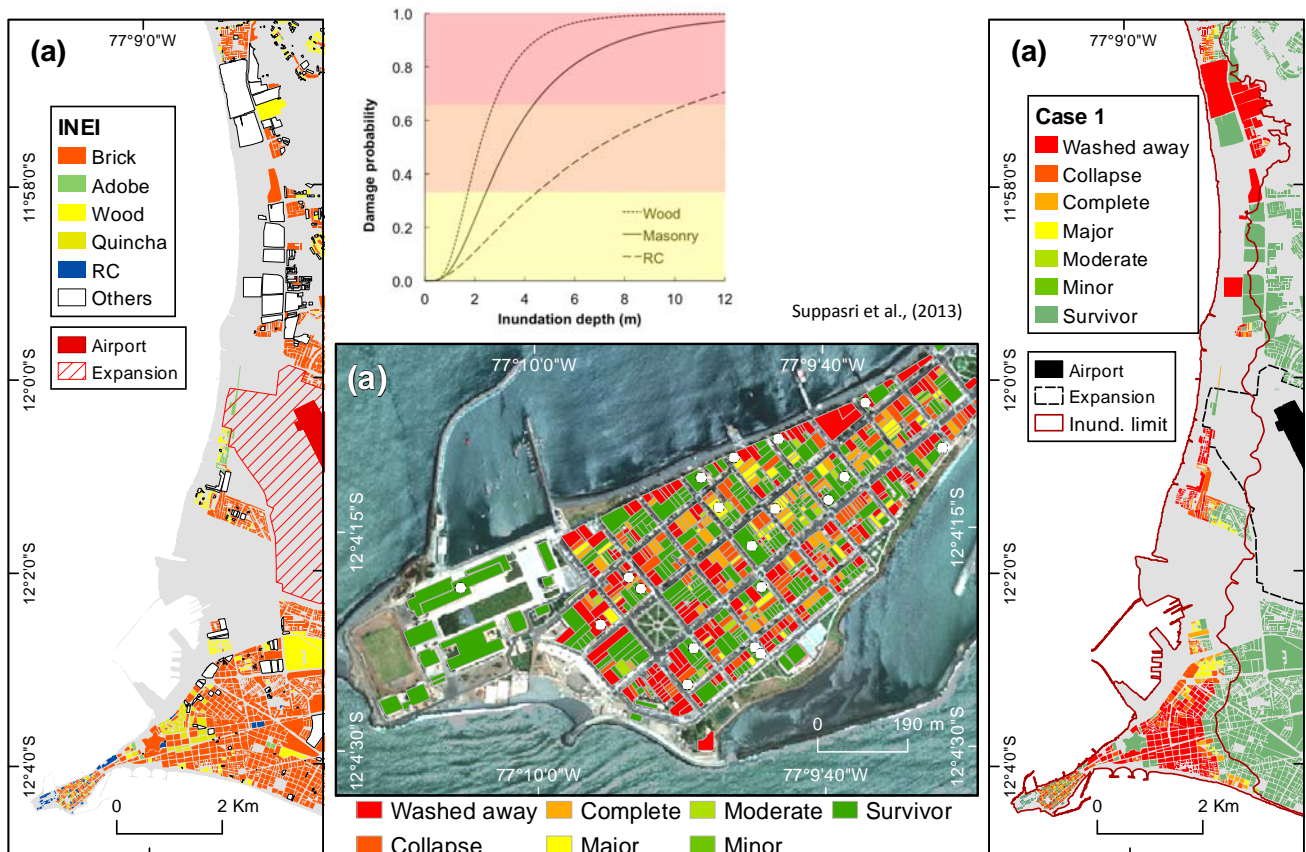 (a)
77°9'0"W
INEI
Brick
Adobe
Wood
Quincha
RC
Others
Airport
Expansion
11°58'0"S
12°0'0"S
12°2'0"S
12°4'0"S
0 2 Km
Damage probability
1.0
0.8
0.6
0.4
0.2
0.0
Wood
Masonry
RC
0 2 4 6 8 10 12
Inundation depth (m)
Suppasri et al., (2013)
(a)
77°10'0"W 77°9'40"W
12°4'15"S 12°4'15"S
12°4'30"S 12°4'30"S
0 190 m
77°10'0"W 77°9'40"W
Washed away Complete Moderate Survivor
Collapse Major Minor
(a)
77°9'0"W
Case 1
Washed away
Collapse
Complete
Major
Moderate
Minor
Survivor
Airport
Expansion
Inund. limit
11°58'0"S
12°0'0"S
12°2'0"S
12°4'0"S
0 2 Km